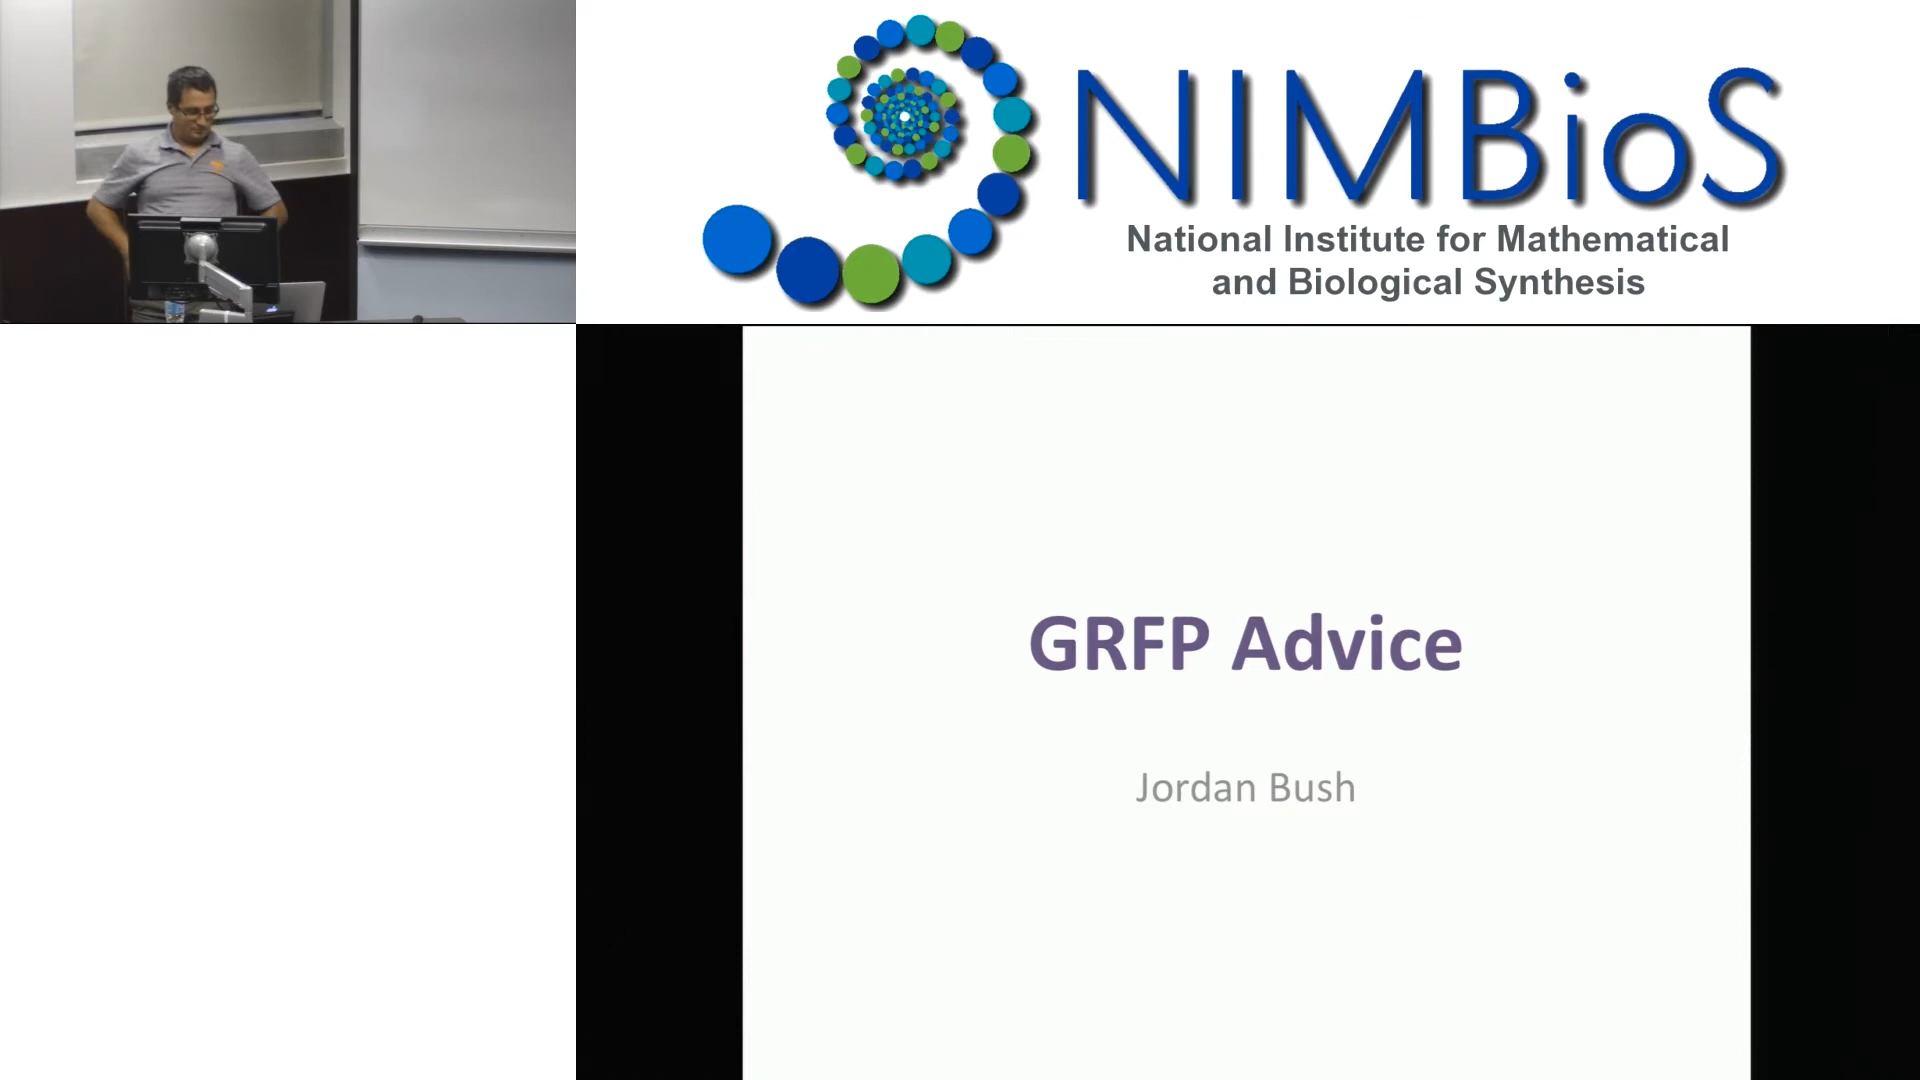 NIMBioS
National Institute for Mathematical
and Biological Synthesis
GRFP Advice
Jordan Bush